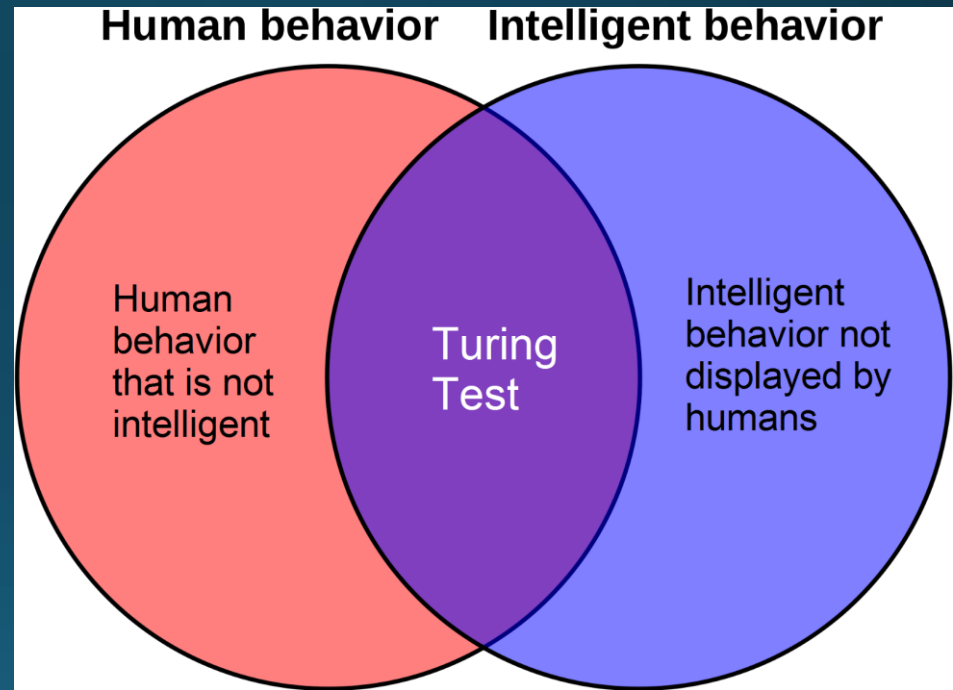 Human behavior
Intelligent behavior
Human
behavior
that is not
intelligent
Turing
Test
Intelligent
behavior not
displayed by
humans